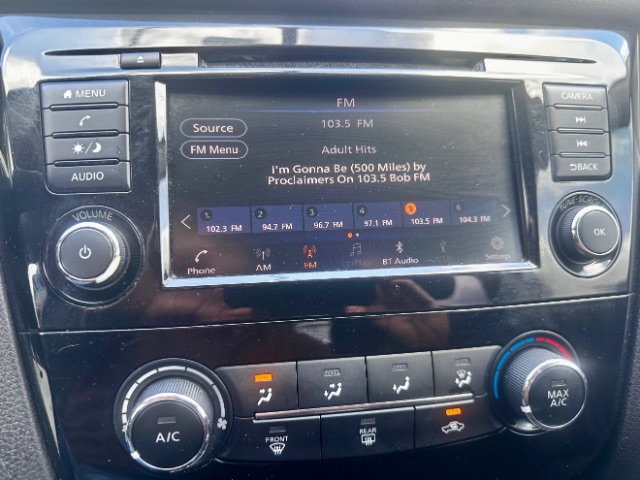 MENU
AUDIO
VOLUME
FM
103.5 FM
Source
FM Menu
Adult Hits
I'm Gonna Be (500 Miles) by
Proclaimers On 103.5 Bob FM
1 2 3 4 5 6
102.3 FM 94.7 FM 96.7 FM 97.1 FM 103.5 FM 104.3 FM
Phone AM FM BT Audio Settings
CAMERA
BACK
TUNE·SCROLL
OK
A/C
FRONT
REAR
MAX
A/C